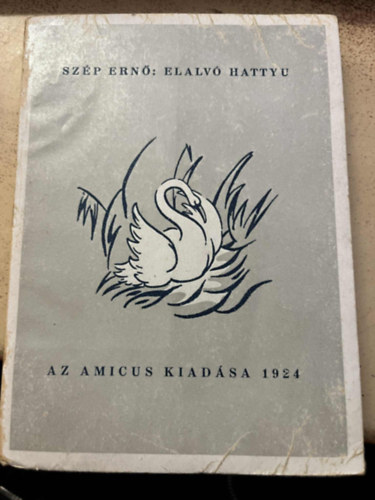 SZÉP ERNŐ: ELALVÓ HATTYU
AZ AMICUS KIADÁSA 1924